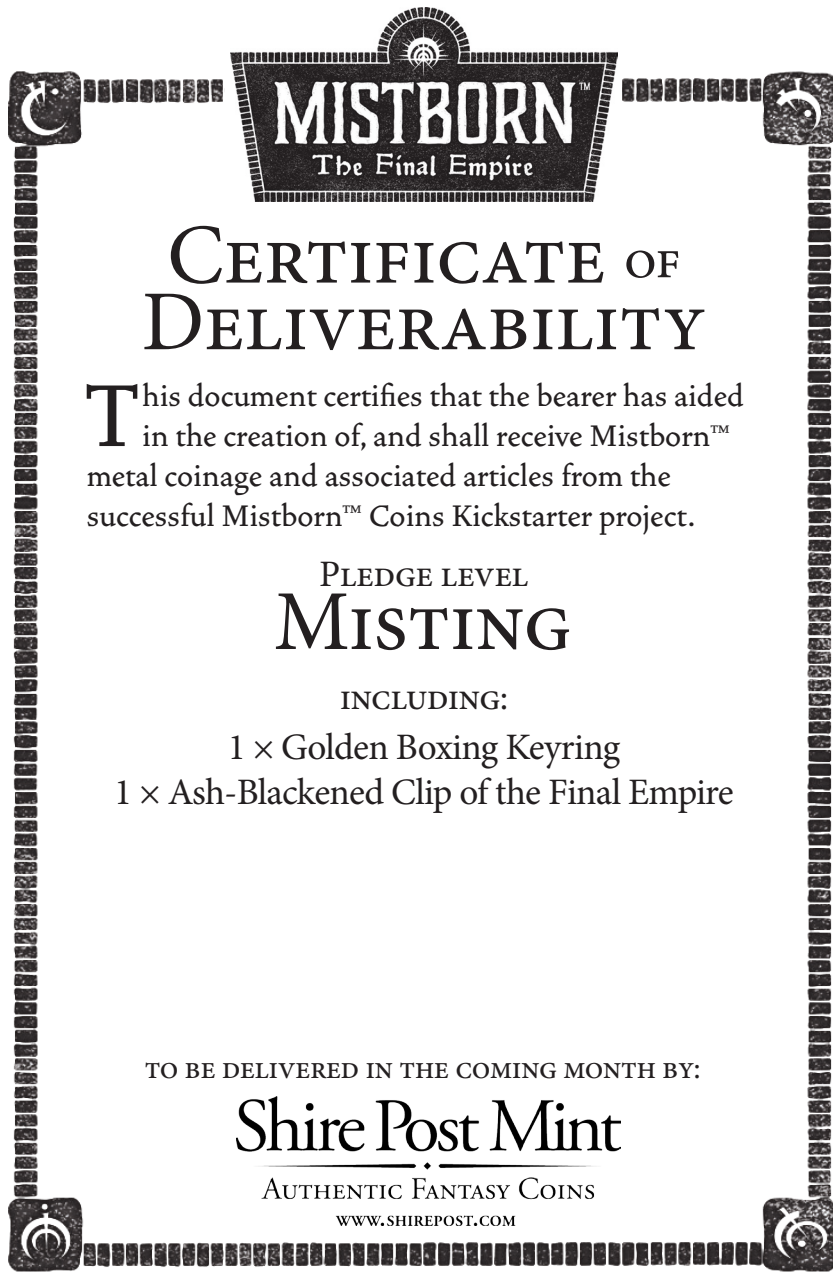 MISTBORN™
The Final Empire
Certificate of
Deliverability
This document certifies that the bearer has aided
in the creation of, and shall receive Mistborn™
metal coinage and associated articles from the
successful Mistborn™ Coins Kickstarter project.
Pledge level
Misting
including:
1 × Golden Boxing Keyring
1 × Ash-Blackened Clip of the Final Empire
to be delivered in the coming month by:
Shire Post Mint
Authentic Fantasy Coins
www.shirepost.com